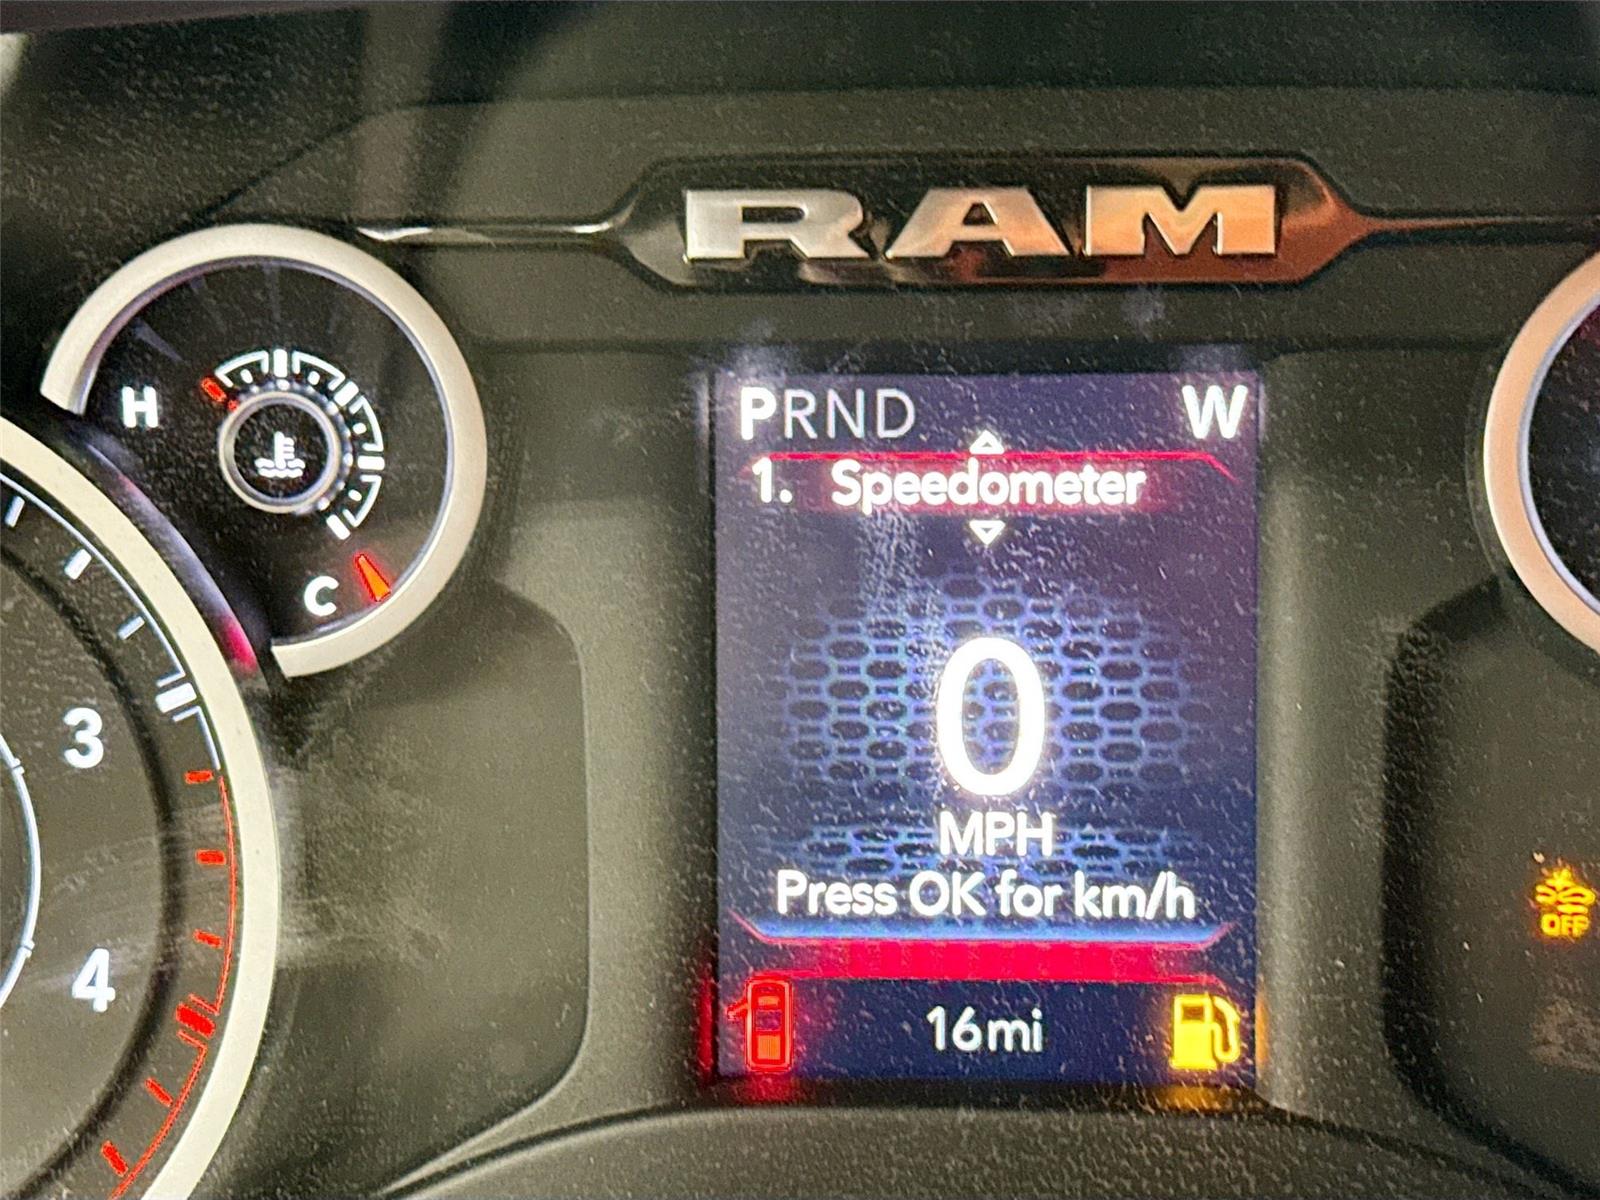 RAM
H
C
3
4
PRND W
1. Speedometer
0
MPH
Press OK for km/h
16mi
OFF